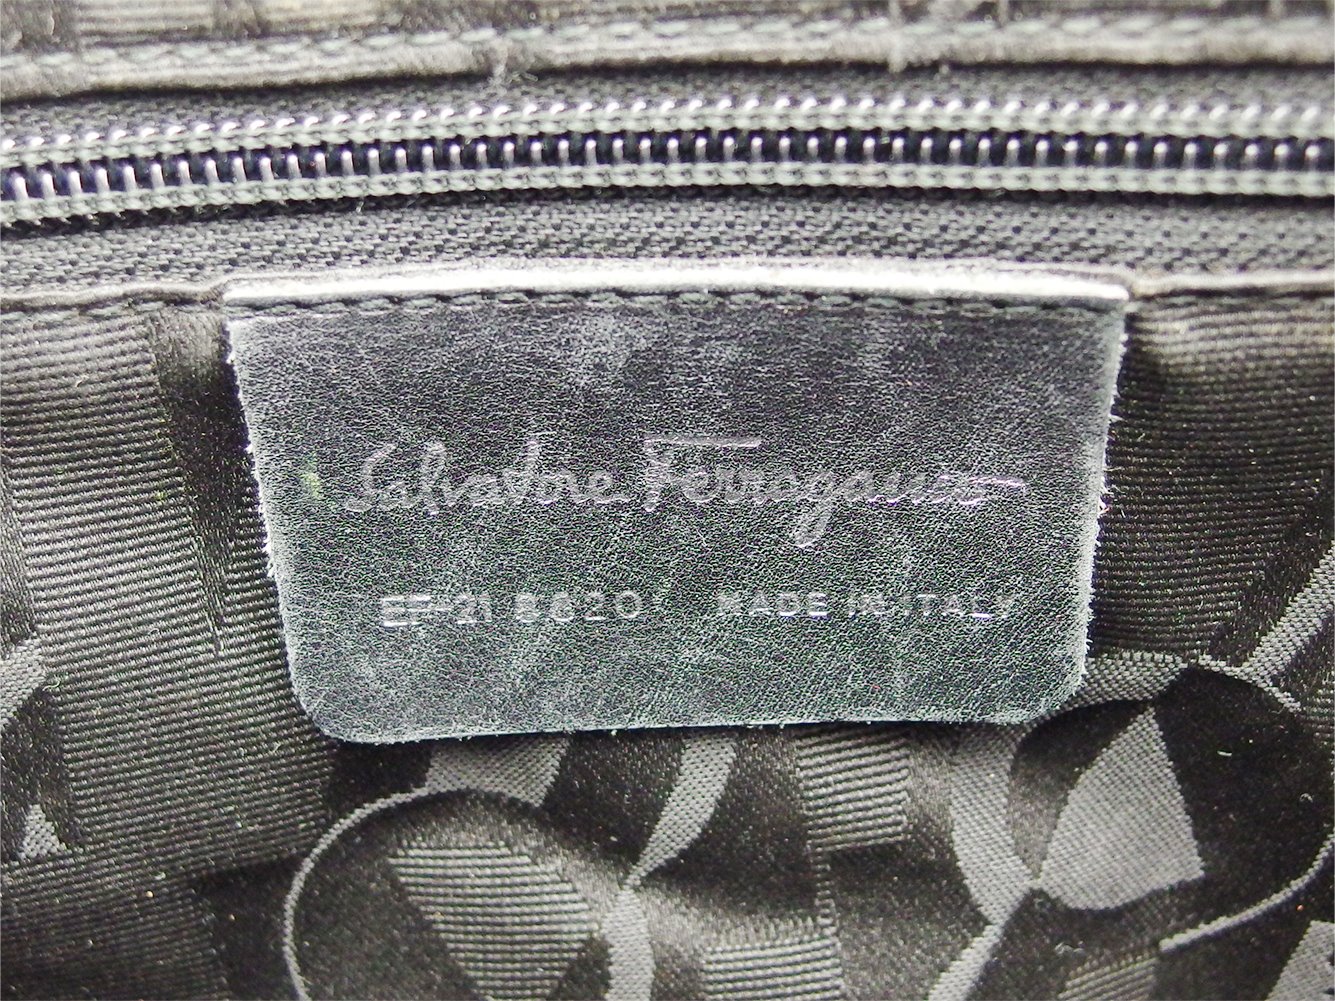 Salvatore Ferragamo
EF-21 8620 MADE IN ITALY